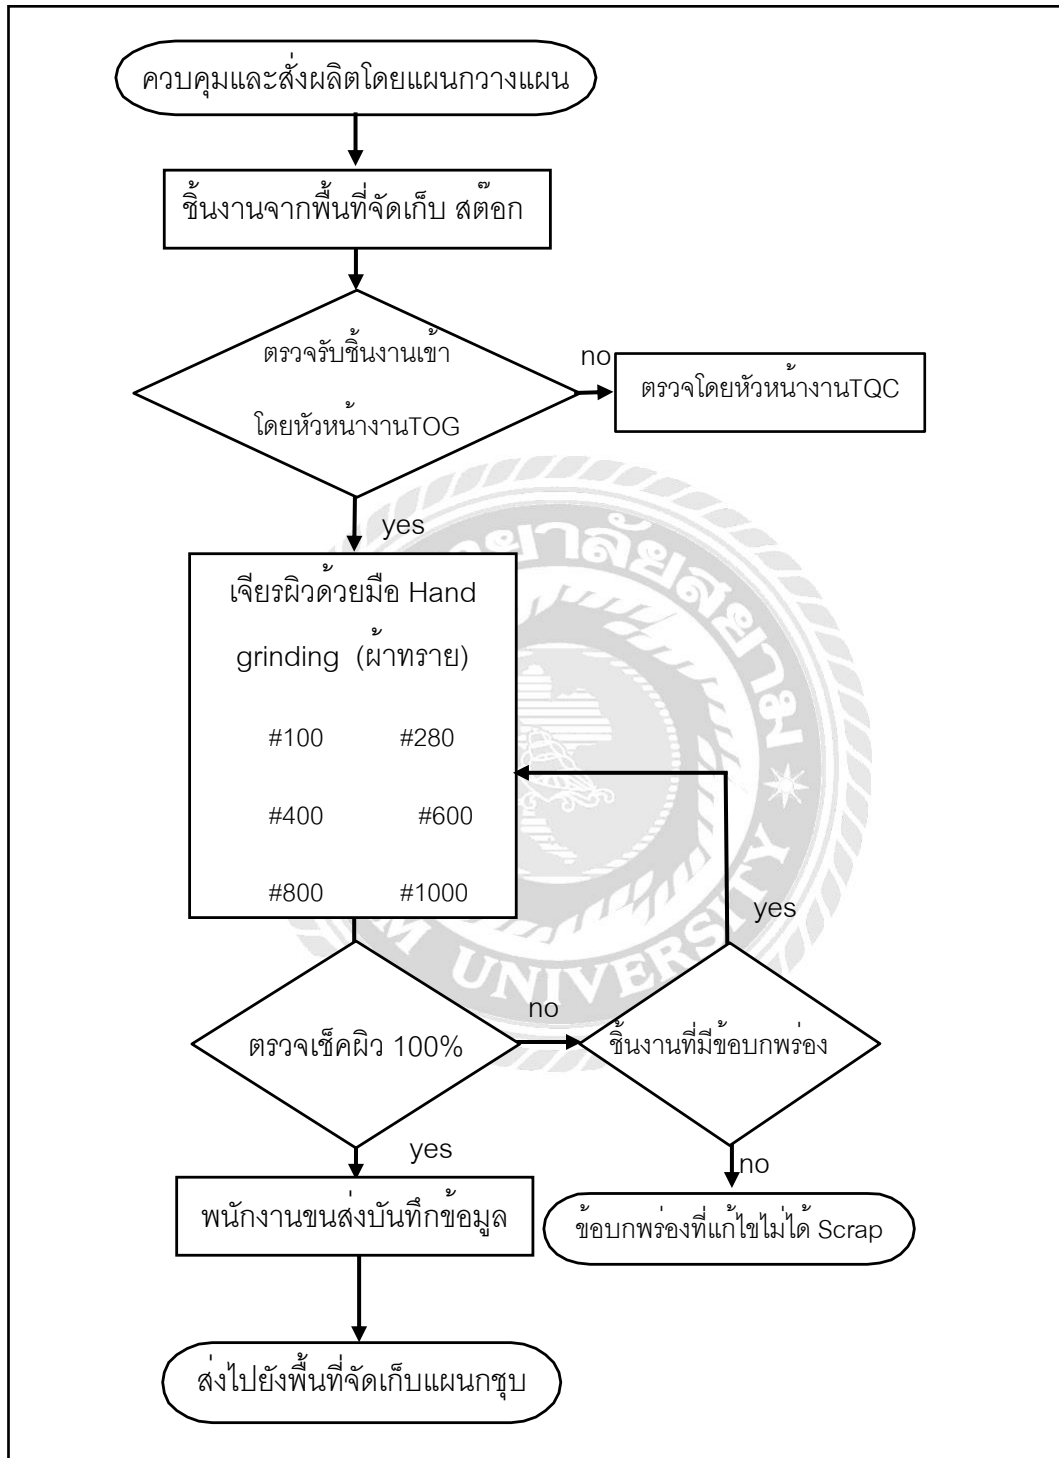 ควบคุมและสั่งผลิตโดยแผนกวางแผน
ชิ้นงานจากพื้นที่จัดเก็บ สต๊อก
ตรวจรับชิ้นงานเข้า
โดยหัวหน้างานTOG
no
ตรวจโดยหัวหน้างานTQC
yes
เจียรผิวด้วยมือ Hand
grinding (ผ้าทราย)
#100 #280
#400 #600
#800 #1000
yes
ตรวจเช็คผิว 100%
no
ชิ้นงานที่มีข้อบกพร่อง
yes
no
พนักงานขนส่งบันทึกข้อมูล
ข้อบกพร่องที่แก้ไขไม่ได้ Scrap
ส่งไปยังพื้นที่จัดเก็บแผนกชุบ
ยาลัยสยาม
UNIVERSITY